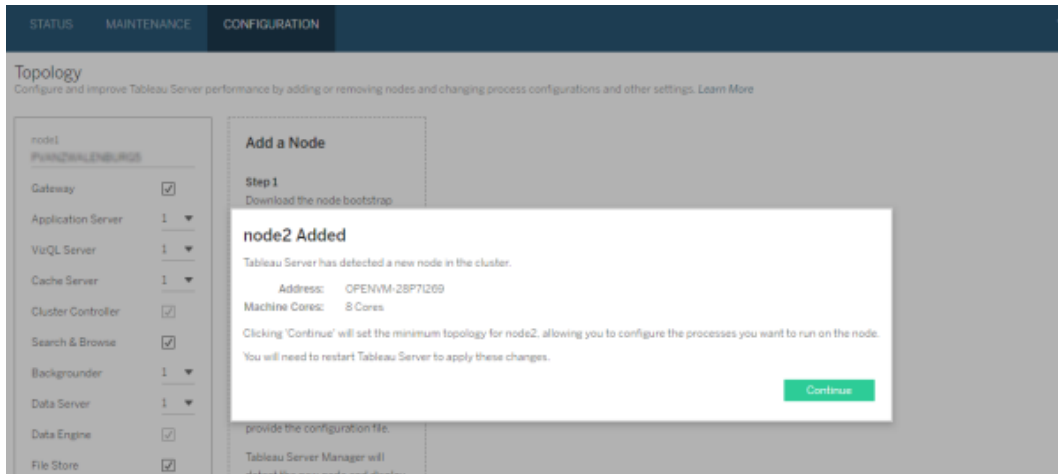 STATUS MAINTENANCE CONFIGURATION
Topology
Configure and improve Tableau Server performance by adding or removing nodes and changing process configurations and other settings. Learn More
node1
Gateway
Application Server 1
VizQL Server 1
Cache Server 1
Cluster Controller
Search & Browse
Backgrounder 1
Data Server 1
Data Engine
File Store
Add a Node
Step 1
Download the node bootstrap
node2 Added
Tableau Server has detected a new node in the cluster.
Address: OPENVM-28P7I269
Machine Cores: 8 Cores
Clicking 'Continue' will set the minimum topology for node2, allowing you to configure the processes you want to run on the node.
You will need to restart Tableau Server to apply these changes.
Continue
provide the configuration file.
Tableau Server Manager will